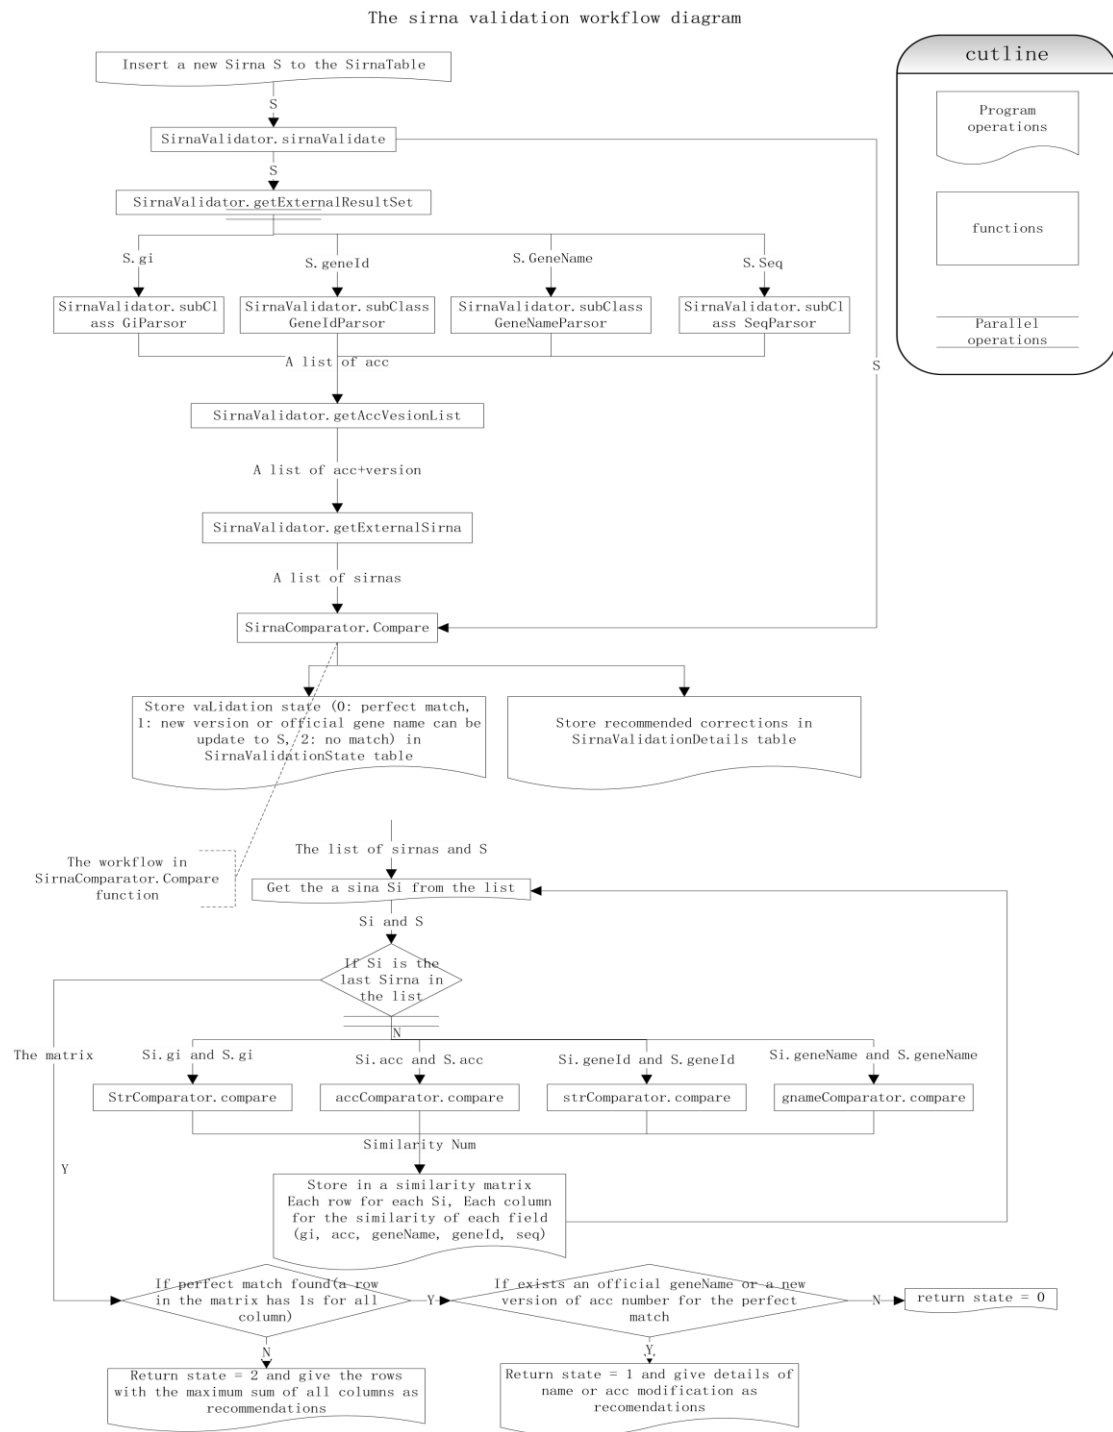 The sirna validation workflow diagram
cutline
Program
operations
functions
Parallel
operations
Insert a new Sirna S to the SirnaTable
S
SirnaValidator.sirnaValidate
S
SirnaValidator.getExternalResultSet
S.gi
S.geneId
S.GeneName
S.Seq
SirnaValidator.subCl
ass GiParsor
SirnaValidator.subClass
GeneIdParsor
SirnaValidator.subClass
GeneNameParsor
SirnaValidator.subCl
ass SeqParsor
A list of acc
S
SirnaValidator.getAccVesionList
A list of acc+version
SirnaValidator.getExternalSirna
A list of sirnas
SirnaComparator.Compare
Store vaLidation state (0: perfect match,
1: new version or official gene name can be
update to S, 2: no match) in
SirnaValidationState table
Store recommended corrections in
SirnaValidationDetails table
The workflow in
SirnaComparator.Compare
function
The list of sirnas and S
Get the a sina Si from the list
Si and S
If Si is the
last Sirna in
the list
N
The matrix
Si.gi and S.gi
Si.acc and S.acc
Si.geneId and S.geneId
Si.geneName and S.geneName
StrComparator.compare
accComparator.compare
strComparator.compare
gnameComparator.compare
Similarity Num
Y
Store in a similarity matrix
Each row for each Si, Each column
for the similarity of each field
(gi, acc, geneName, geneId, seq)
If perfect match found(a row
in the matrix has 1s for all
column)
Y
If exists an official geneName or a new
version of acc number for the perfect
match
N
return state = 0
N
Y
Return state = 2 and give the rows
with the maximum sum of all columns as
recommendations
Return state = 1 and give details of
name or acc modification as
recomendations